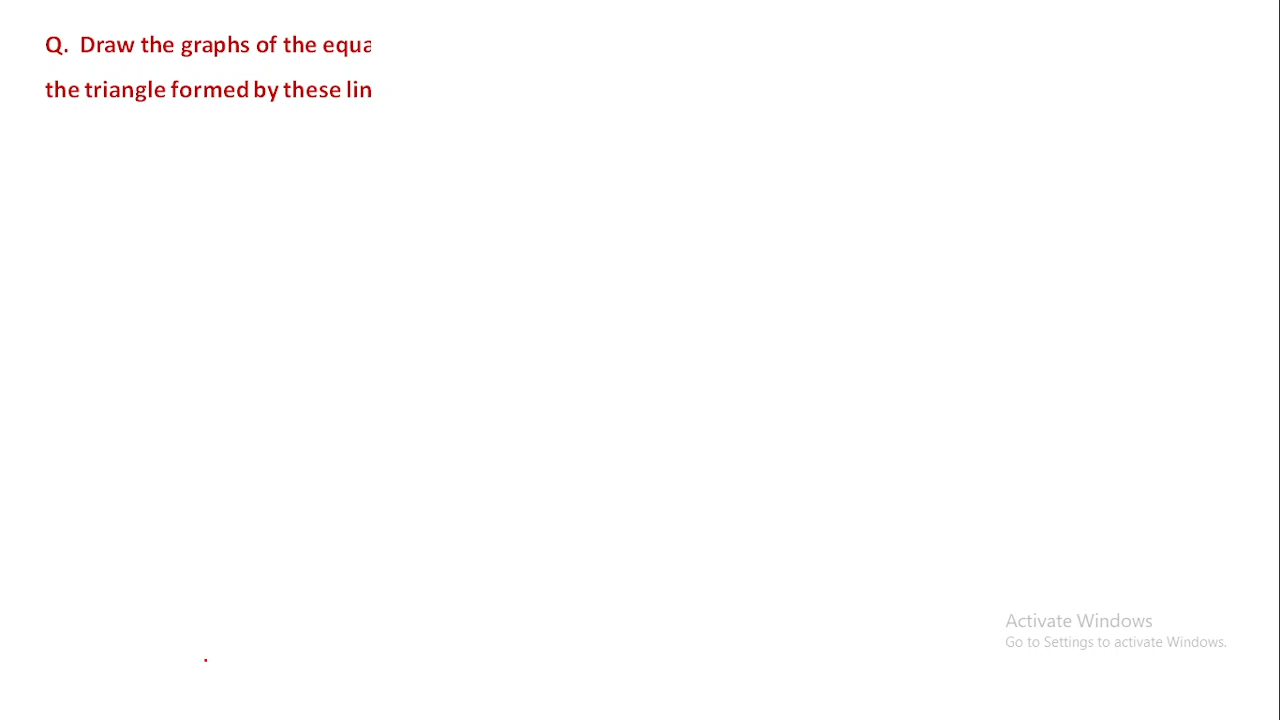 Q. Draw the graphs of the equa
the triangle formed by these lin
Activate Windows
Go to Settings to activate Windows.